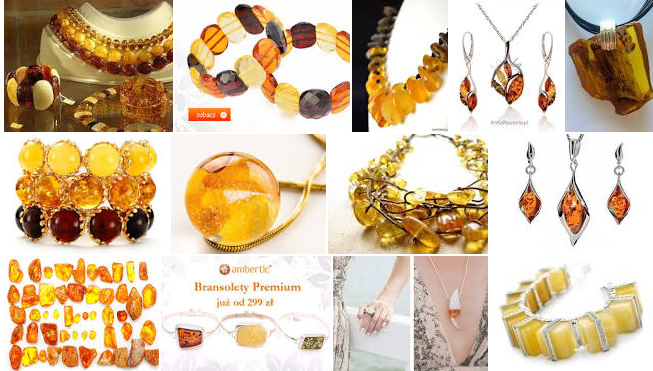 zobacz
ambertic
Bransolety Premium
już od 299 zł